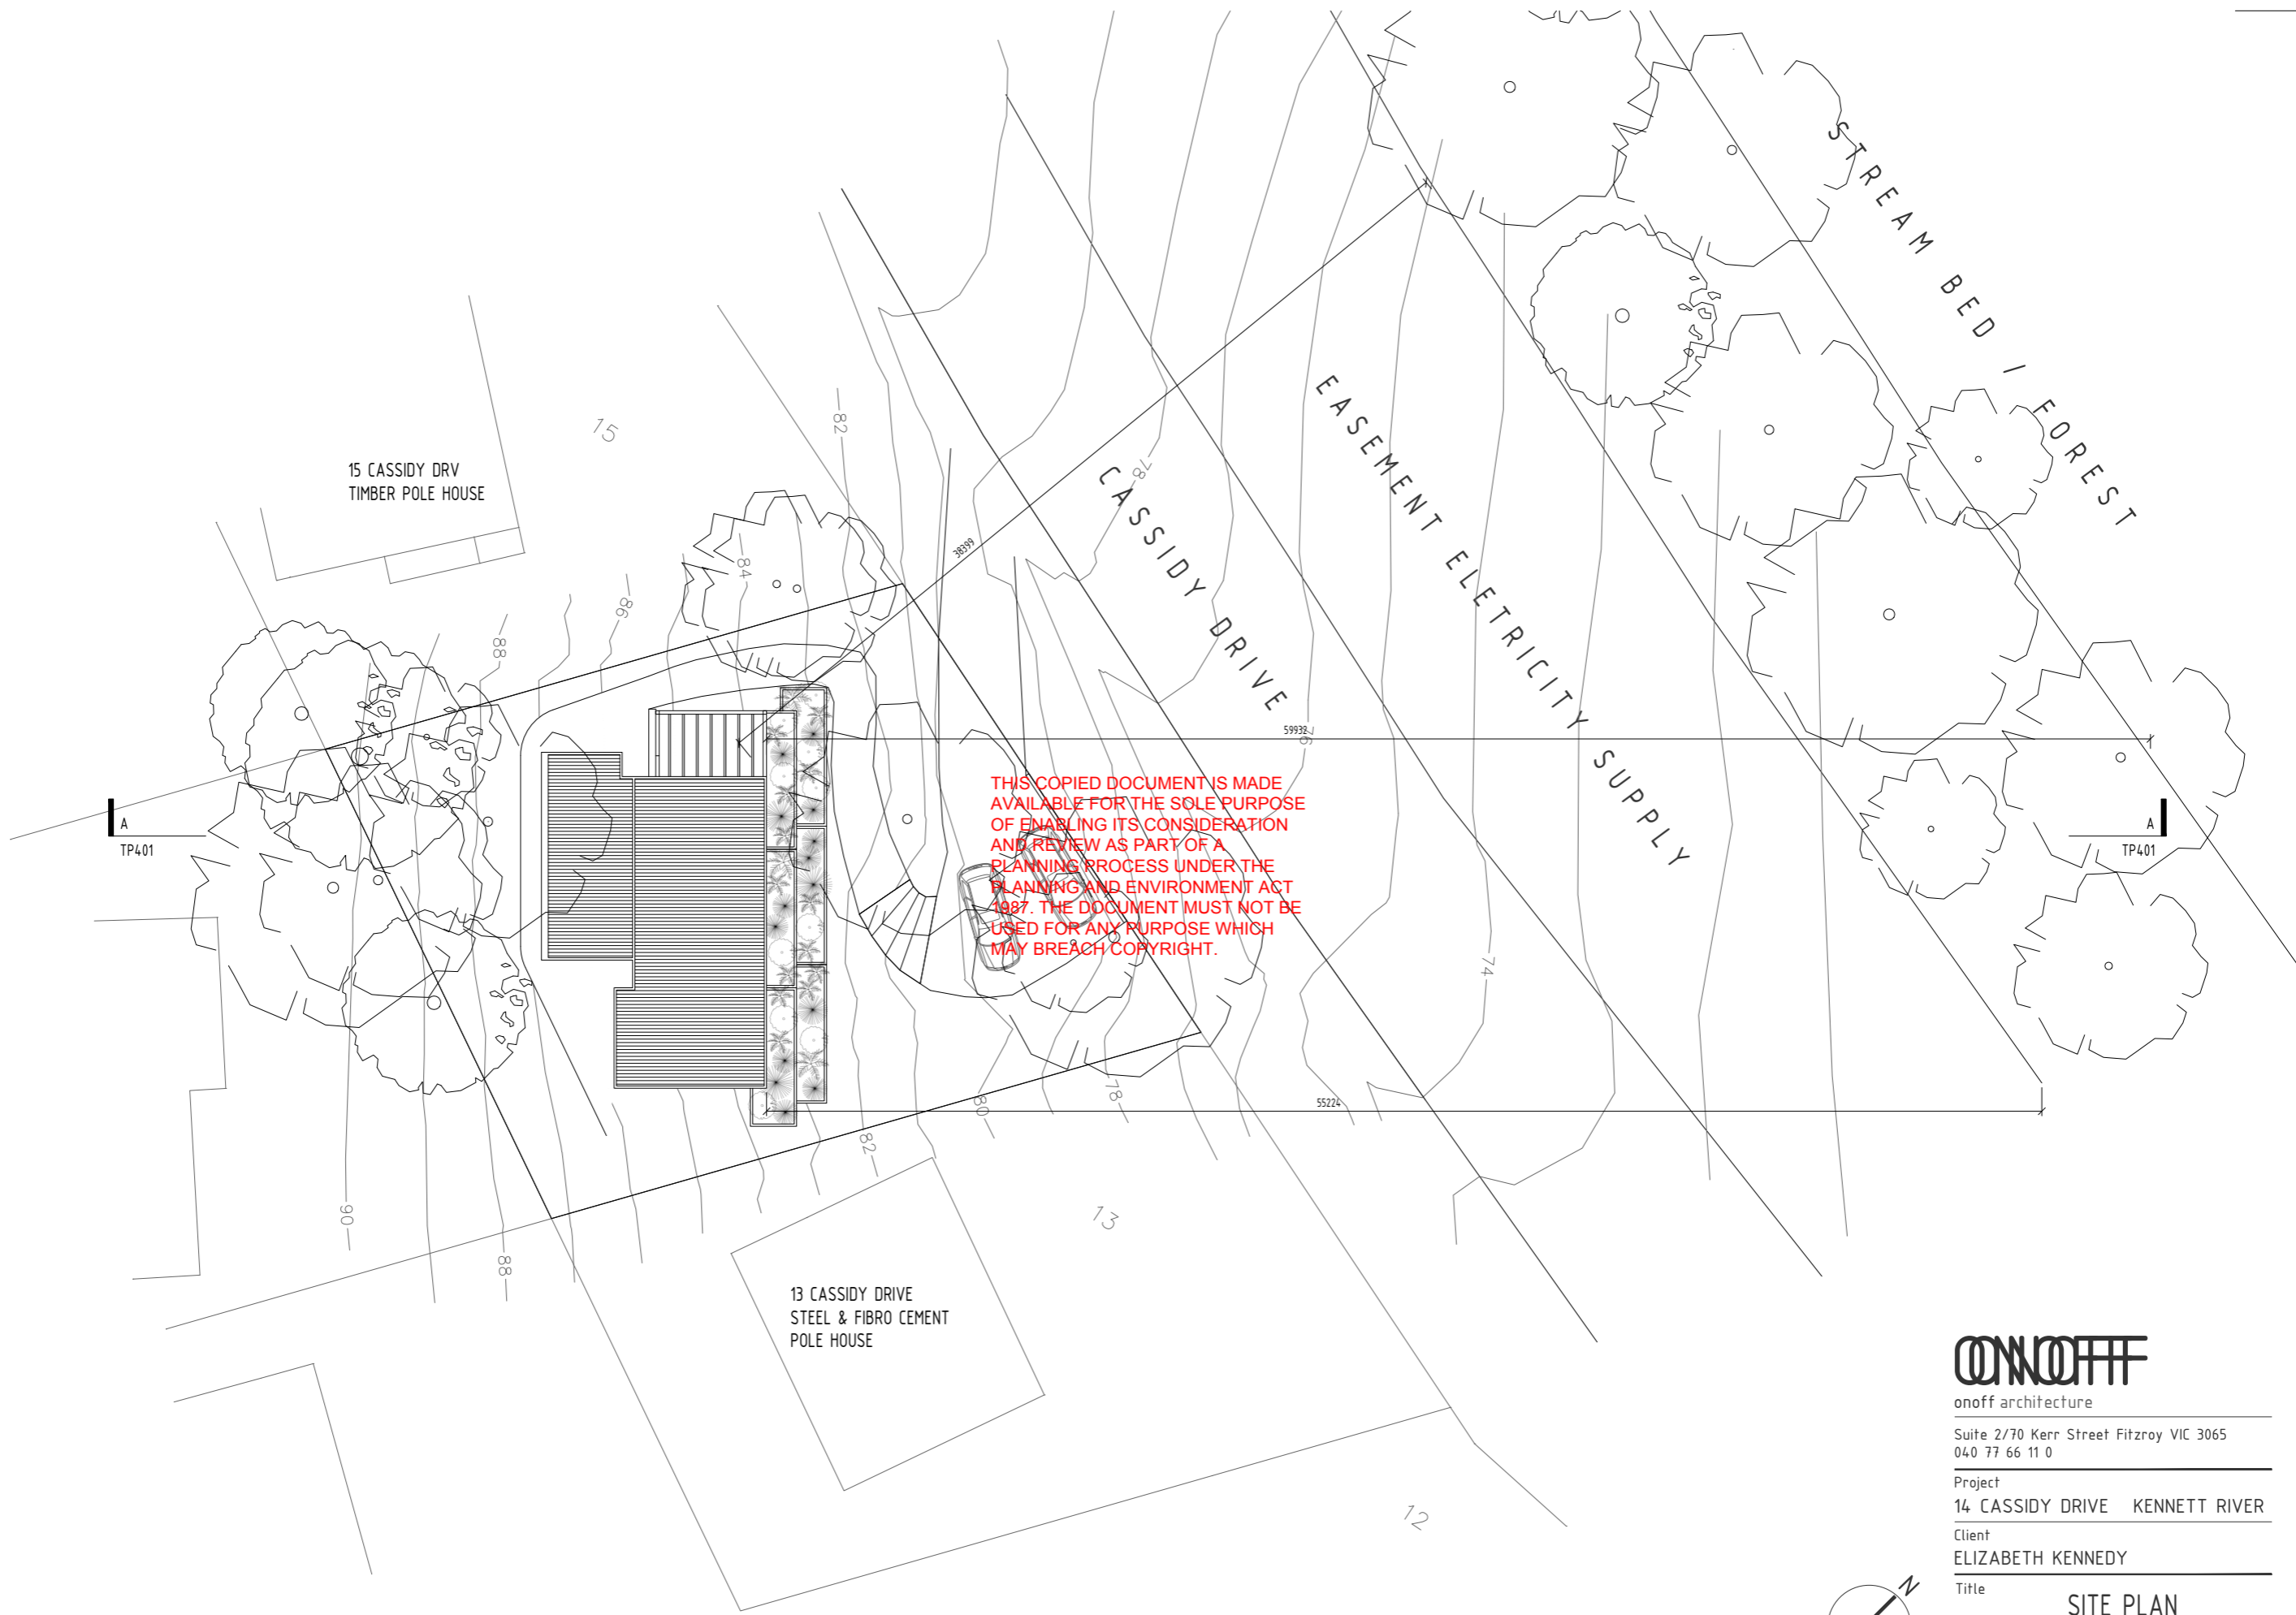 STREAM BED / FOREST
EASEMENT ELETRICITY SUPPLY
CASSIDY DRIVE
15
15 CASSIDY DRV
TIMBER POLE HOUSE
82
78
84
86
88
38399
59932
76
A
TP401
A
TP401
THIS COPIED DOCUMENT IS MADE
AVAILABLE FOR THE SOLE PURPOSE
OF ENABLING ITS CONSIDERATION
AND REVIEW AS PART OF A
PLANNING PROCESS UNDER THE
PLANNING AND ENVIRONMENT ACT
1987. THE DOCUMENT MUST NOT BE
USED FOR ANY PURPOSE WHICH
MAY BREACH COPYRIGHT.
74
55224
78
80
82
90
88
13
13 CASSIDY DRIVE
STEEL & FIBRO CEMENT
POLE HOUSE
12
ONNOFFF
onoff architecture
Suite 2/70 Kerr Street Fitzroy VIC 3065
040 77 66 11 0
Project
14 CASSIDY DRIVE KENNETT RIVER
Client
ELIZABETH KENNEDY
Title
SITE PLAN
N